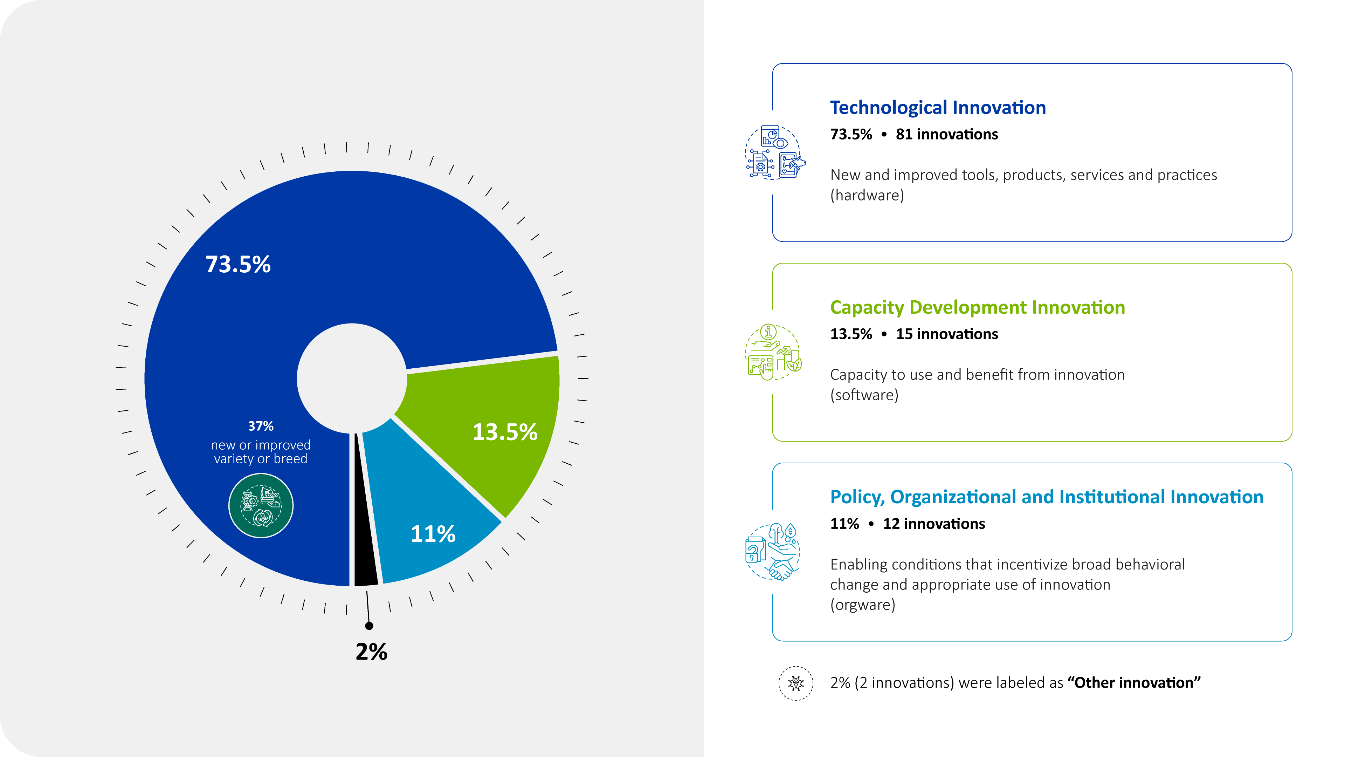 73.5%
37%
new or improved
variety or breed
13.5%
11%
2%
Technological Innovation
73.5% • 81 innovations
New and improved tools, products, services and practices
(hardware)
Capacity Development Innovation
13.5% • 15 innovations
Capacity to use and benefit from innovation
(software)
Policy, Organizational and Institutional Innovation
11% • 12 innovations
Enabling conditions that incentivize broad behavioral
change and appropriate use of innovation
(orgware)
2% (2 innovations) were labeled as “Other innovation”